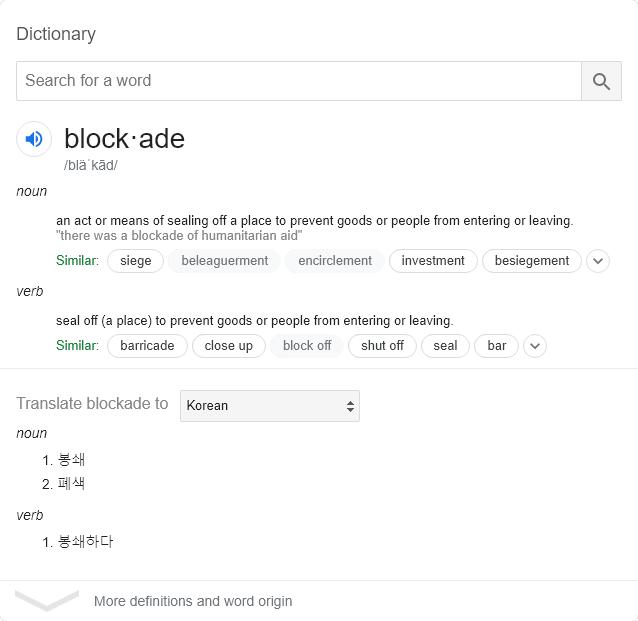 Dictionary
Search for a word
block·ade
/bläˈkād/
noun
an act or means of sealing off a place to prevent goods or people from entering or leaving.
"there was a blockade of humanitarian aid"
Similar: siege beleaguerment encirclement investment besiegement
verb
seal off (a place) to prevent goods or people from entering or leaving.
Similar: barricade close up block off shut off seal bar
Translate blockade to Korean
noun
1. 봉쇄
2. 폐색
verb
1. 봉쇄하다
More definitions and word origin